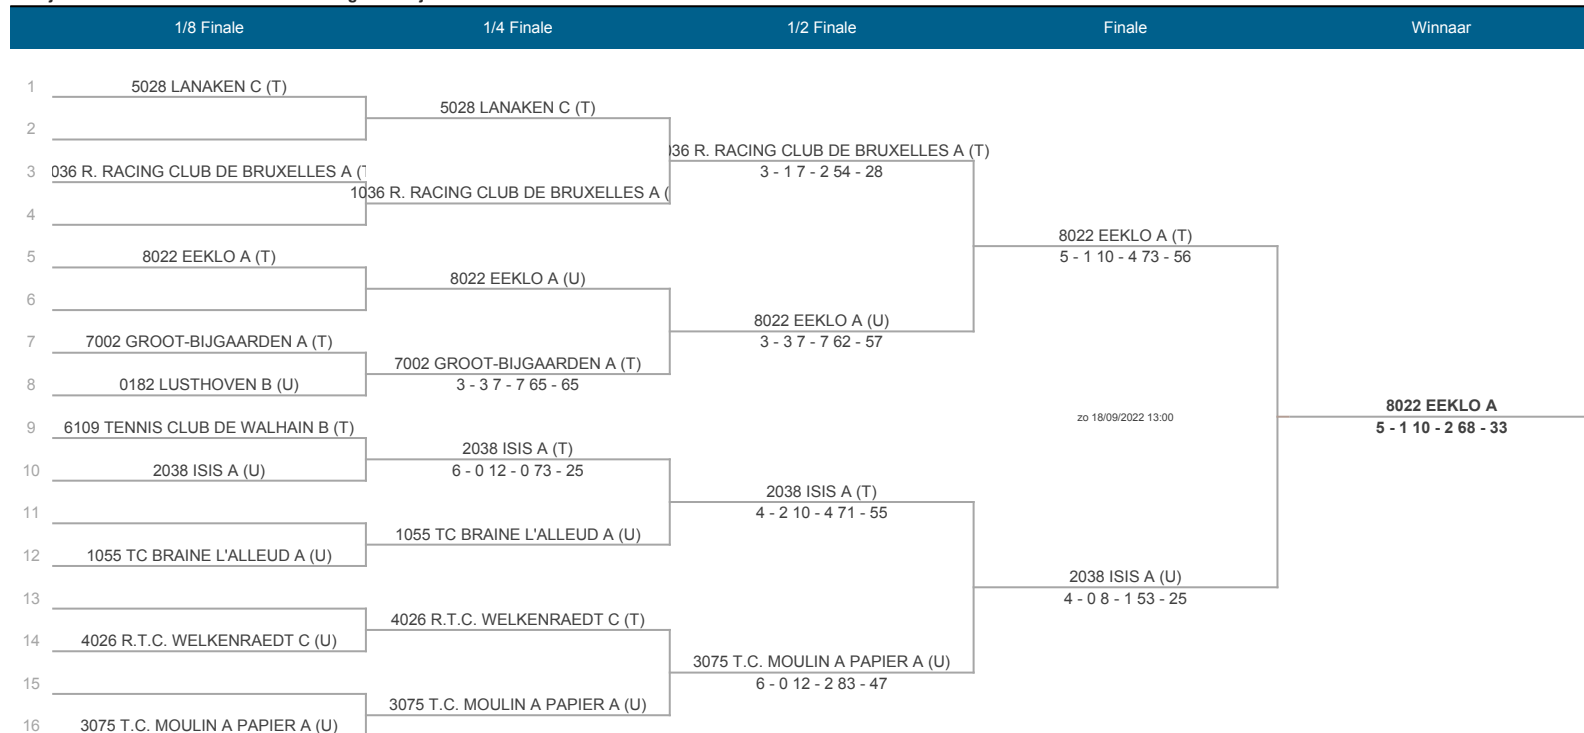 1/8 Finale 1/4 Finale 1/2 Finale Finale Winnaar
1 5028 LANAKEN C (T)
5028 LANAKEN C (T)
2
036 R. RACING CLUB DE BRUXELLES A (T)
3 036 R. RACING CLUB DE BRUXELLES A (T
3 - 1 7 - 2 54 - 28
1036 R. RACING CLUB DE BRUXELLES A (
4
8022 EEKLO A (T)
5 8022 EEKLO A (T)
5 - 1 10 - 4 73 - 56
8022 EEKLO A (U)
6
8022 EEKLO A (U)
7 7002 GROOT-BIJGAARDEN A (T)
3 - 3 7 - 7 62 - 57
7002 GROOT-BIJGAARDEN A (T)
8 0182 LUSTHOVEN B (U)
3 - 3 7 - 7 65 - 65
8022 EEKLO A
zo 18/09/2022 13:00
9 6109 TENNIS CLUB DE WALHAIN B (T)
5 - 1 10 - 2 68 - 33
2038 ISIS A (T)
10 2038 ISIS A (U)
6 - 0 12 - 0 73 - 25
2038 ISIS A (T)
11
4 - 2 10 - 4 71 - 55
1055 TC BRAINE L'ALLEUD A (U)
12 1055 TC BRAINE L'ALLEUD A (U)
2038 ISIS A (U)
13
4 - 0 8 - 1 53 - 25
4026 R.T.C. WELKENRAEDT C (T)
14 4026 R.T.C. WELKENRAEDT C (U)
3075 T.C. MOULIN A PAPIER A (U)
15
6 - 0 12 - 2 83 - 47
3075 T.C. MOULIN A PAPIER A (U)
16 3075 T.C. MOULIN A PAPIER A (U)